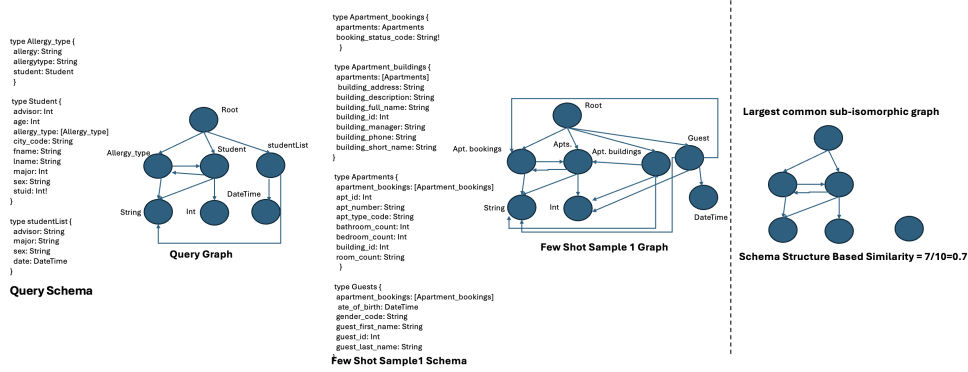 type Allergy_type {
allergy: String
allergytype: String
student: Student
}
type Student {
advisor: Int
age: Int
allergy_type: [Allergy_type]
city_code: String
fname: String
lname: String
major: Int
sex: String
stuid: Int!
}
type studentList {
advisor: String
major: String
sex: String
date: DateTime
}
Query Schema
Root
Allergy_type
Student
studentList
String
Int
DateTime
Query Graph
type Apartment_bookings {
apartments: Apartments
booking_status_code: String!
}
type Apartment_buildings {
apartments: [Apartments]
building_address: String
building_description: String
building_full_name: String
building_id: Int
building_manager: String
building_phone: String
building_short_name: String
}
type Apartments {
apartment_bookings: [Apartment_bookings]
apt_id: Int
apt_number: String
apt_type_code: String
bathroom_count: Int
bedroom_count: Int
building_id: Int
room_count: String
}
type Guests {
apartment_bookings: [Apartment_bookings]
ate_of_birth: DateTime
gender_code: String
guest_first_name: String
guest_id: Int
guest_last_name: String
}
Few Shot Sample1 Schema
Root
Apt. bookings
Apts.
Apt. buildings
Guest
String
Int
DateTime
Few Shot Sample 1 Graph
Largest common sub-isomorphic graph
Schema Structure Based Similarity = 7/10=0.7